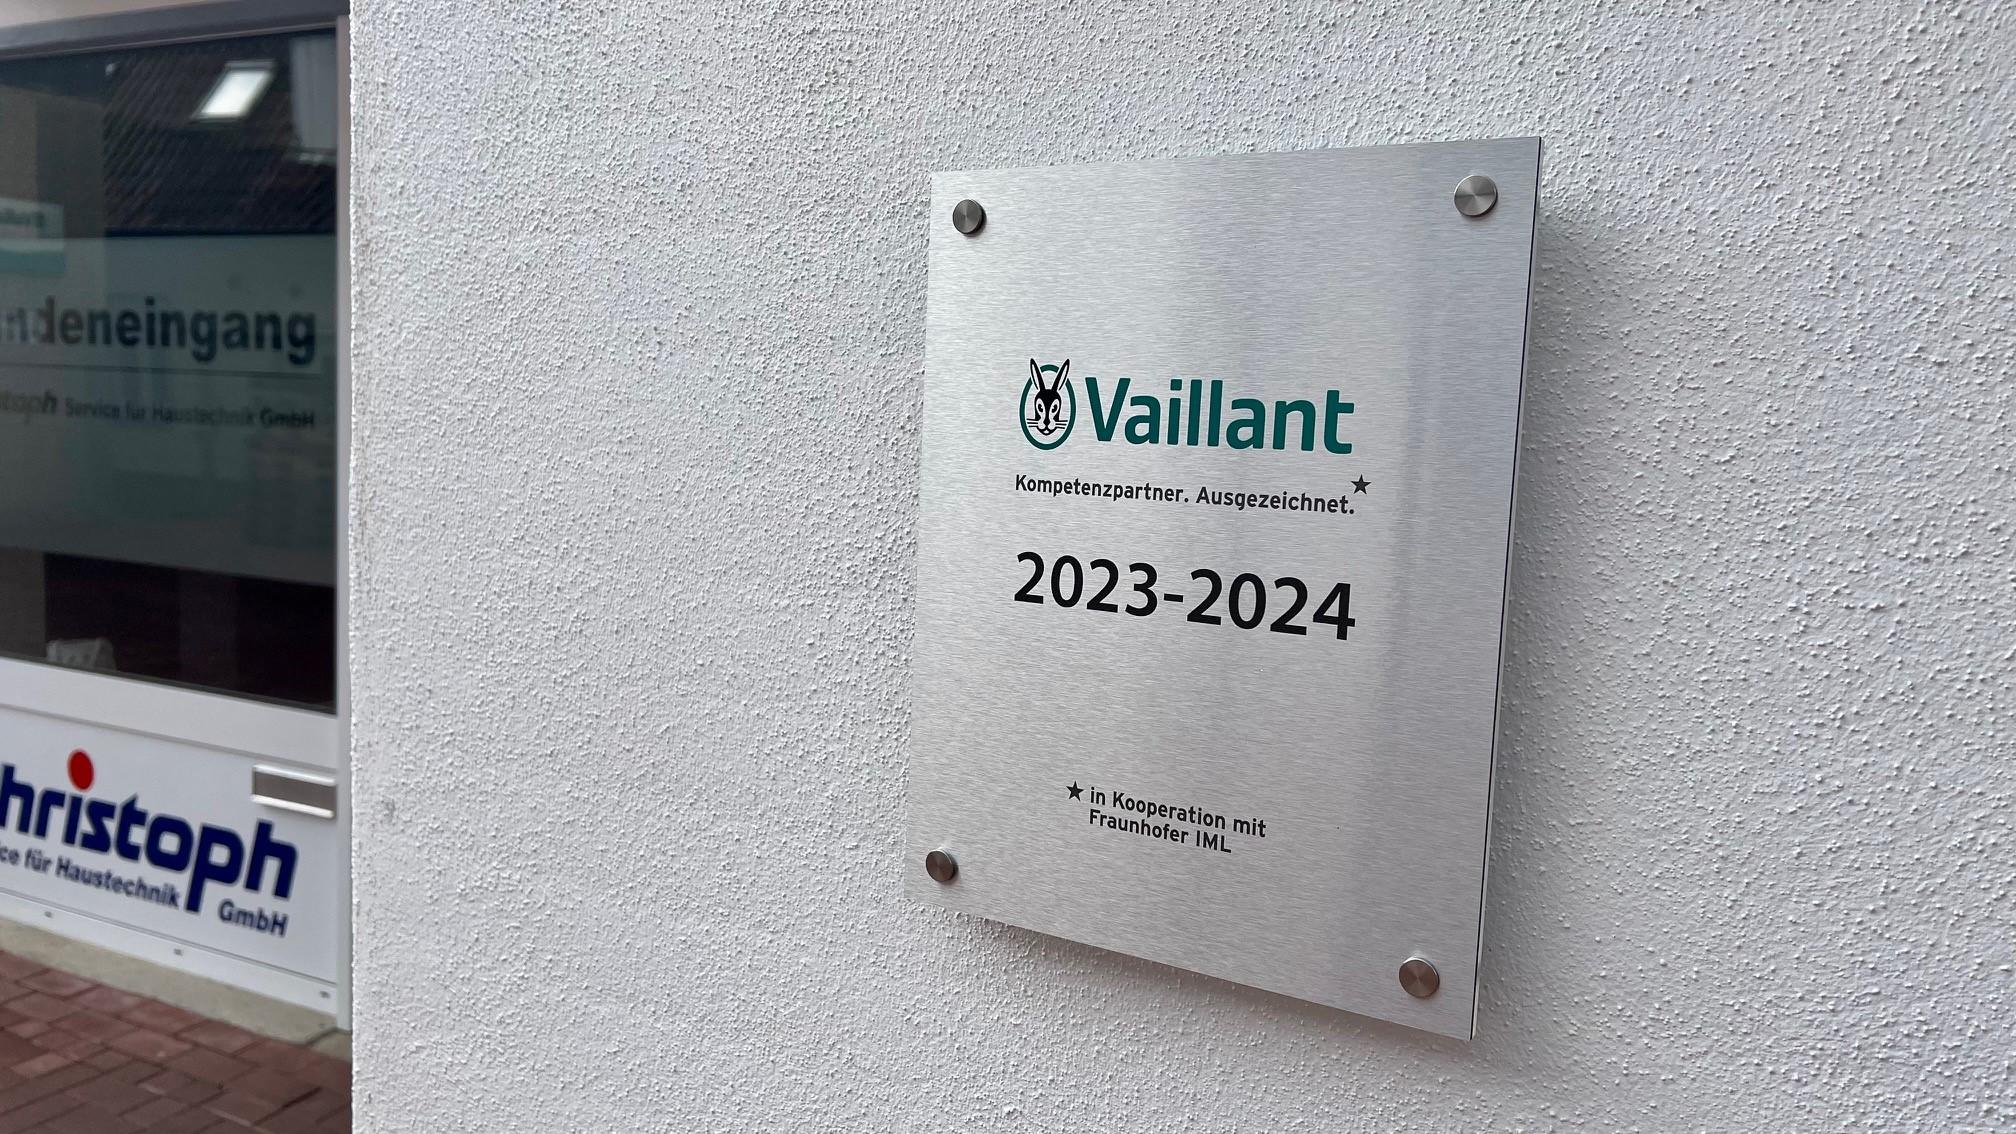 ndeneingang
stoph Service für Haustechnik GmbH
hristoph
ce für Haustechnik
GmbH
Vaillant
Kompetenzpartner. Ausgezeichnet.★
2023-2024
★ in Kooperation mit
Fraunhofer IML